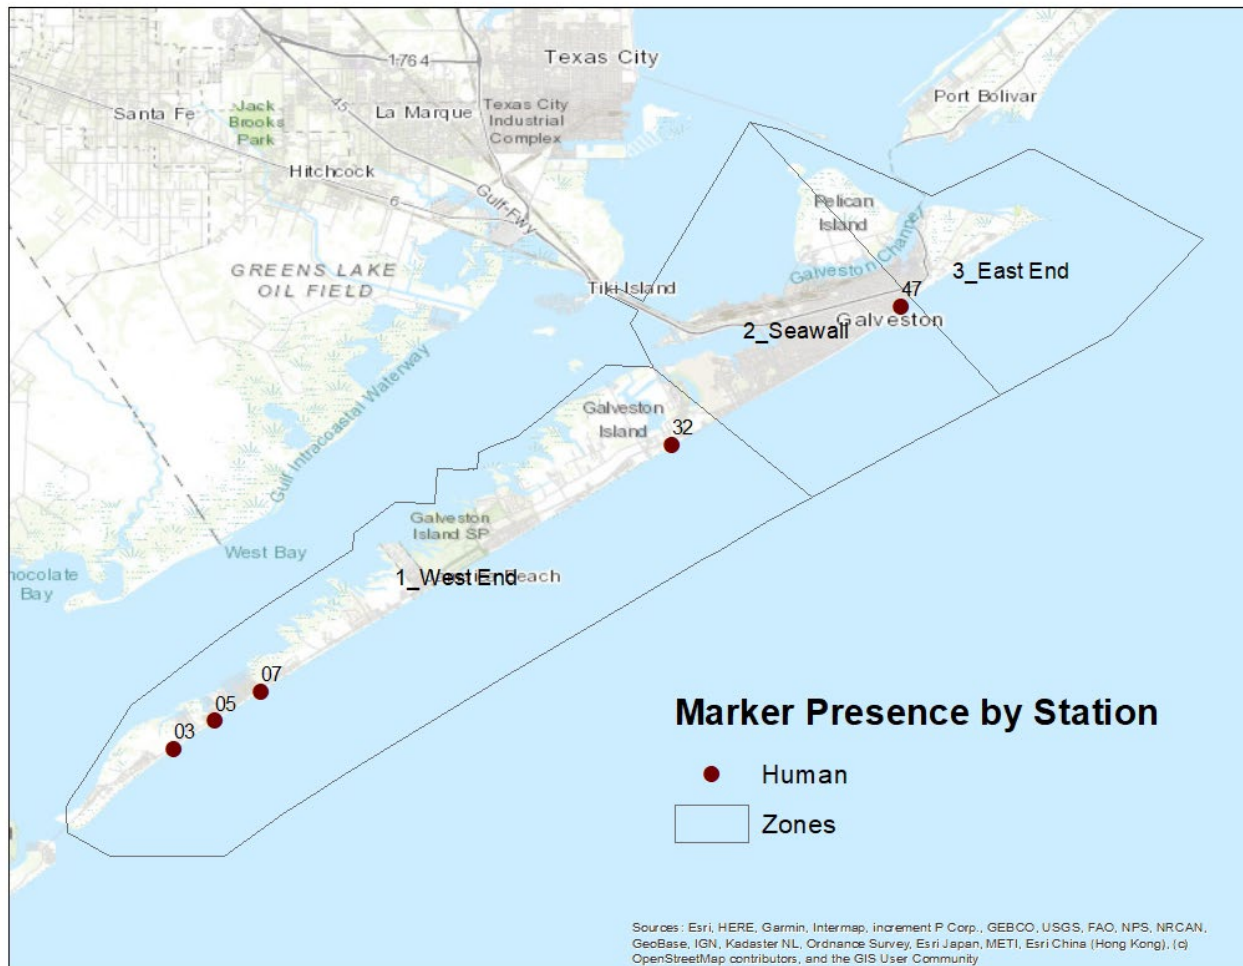 Texas City
1764
Port Bolivar
Santa Fe
Jack
Brooks
Park
45
La Marque
Texas City
Industrial
Complex
Hitchcock
6
Gulf-Fwy
Pelican
Island
Galveston Channel
GREENS LAKE
OIL FIELD
Tiki Island
3_East End
47
Galveston
2_Seawall
Gulf Intracoastal Waterway
Galveston
Island
32
Galveston
Island SP
West Bay
Bay
1_West End
Beach
07
05
03
Marker Presence by Station
Human
Zones
Sources: Esri, HERE, Garmin, Intermap, increment P Corp., GEBCO, USGS, FAO, NPS, NRCAN,
GeoBase, IGN, Kadaster NL, Ordnance Survey, Esri Japan, METI, Esri China (Hong Kong), (c)
OpenStreetMap contributors, and the GIS User Community